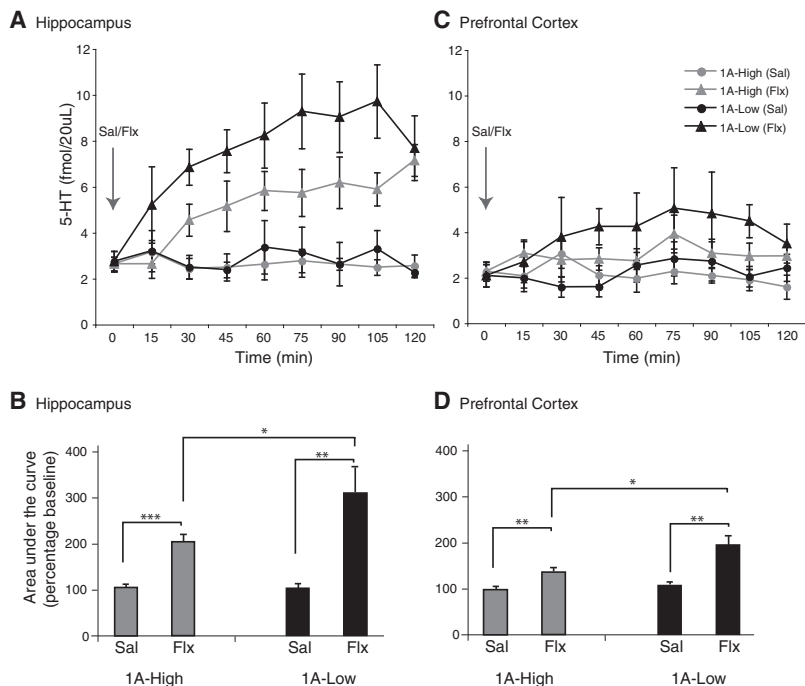 A Hippocampus
12
10
8
6
4
2
0
5-HT (fmol/20uL)
Sal/Flx
0 15 30 45 60 75 90 105 120
Time (min)
C Prefrontal Cortex
12
10
8
6
4
2
0
Sal/Flx
1A-High (Sal)
1A-High (Flx)
1A-Low (Sal)
1A-Low (Flx)
0 15 30 45 60 75 90 105 120
Time (min)
B Hippocampus
400
300
200
100
0
Area under the curve
(percentage baseline)
*
**
***
Sal Flx Sal Flx
1A-High 1A-Low
D Prefrontal Cortex
400
300
200
100
0
*
** **
Sal Flx Sal Flx
1A-High 1A-Low